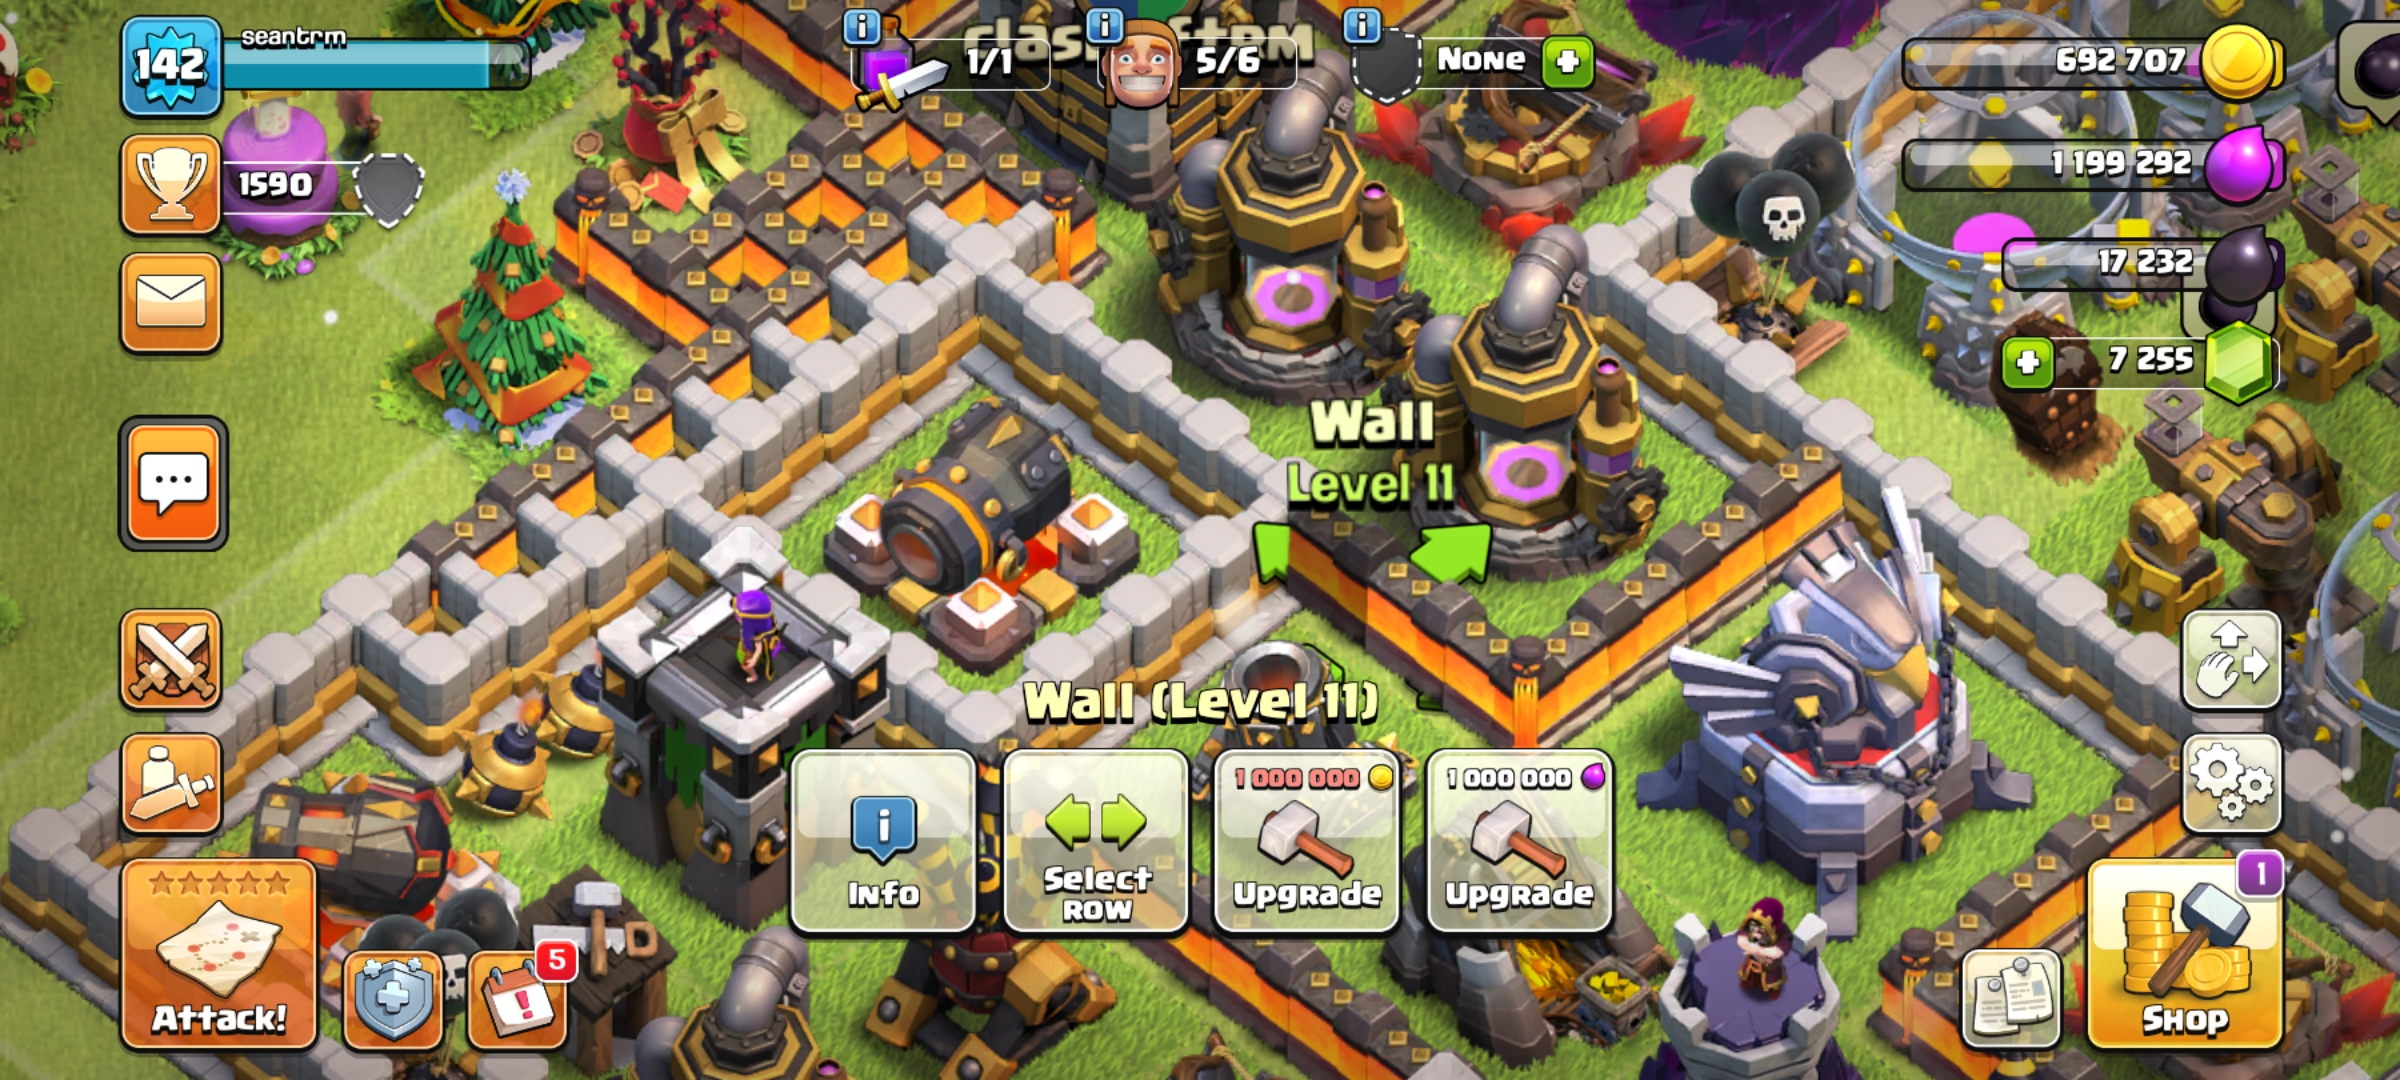 142
seantrm
1/1
5/6
None
692 707
1590
1 199 292
17 232
7 255
Wall
Level 11
Wall (Level 11)
Info
Select
Row
1 000 000
Upgrade
1 000 000
Upgrade
Attack!
5
1
Shop